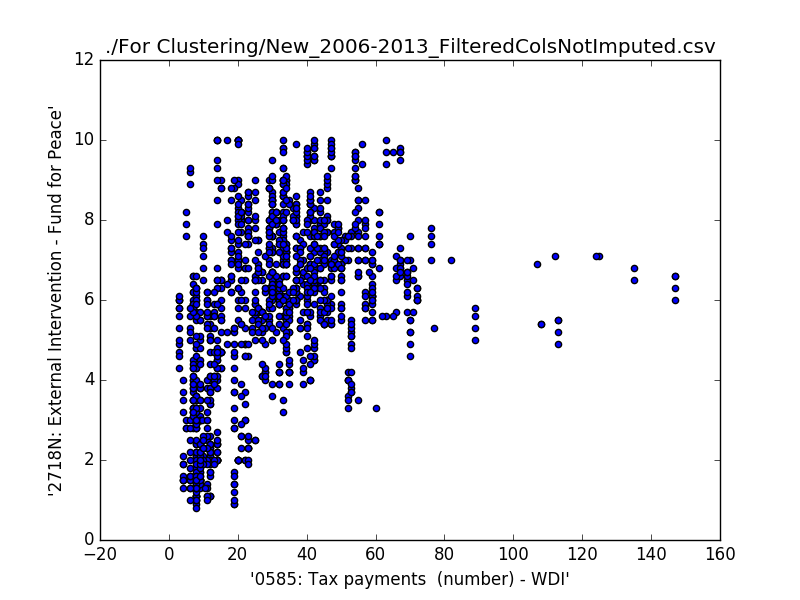 ./For Clustering/New_2006-2013_FilteredColsNotImputed.csv
12
10
8
6
4
2
0
'2718N: External Intervention - Fund for Peace'
−20 0 20 40 60 80 100 120 140 160
'0585: Tax payments  (number) - WDI'